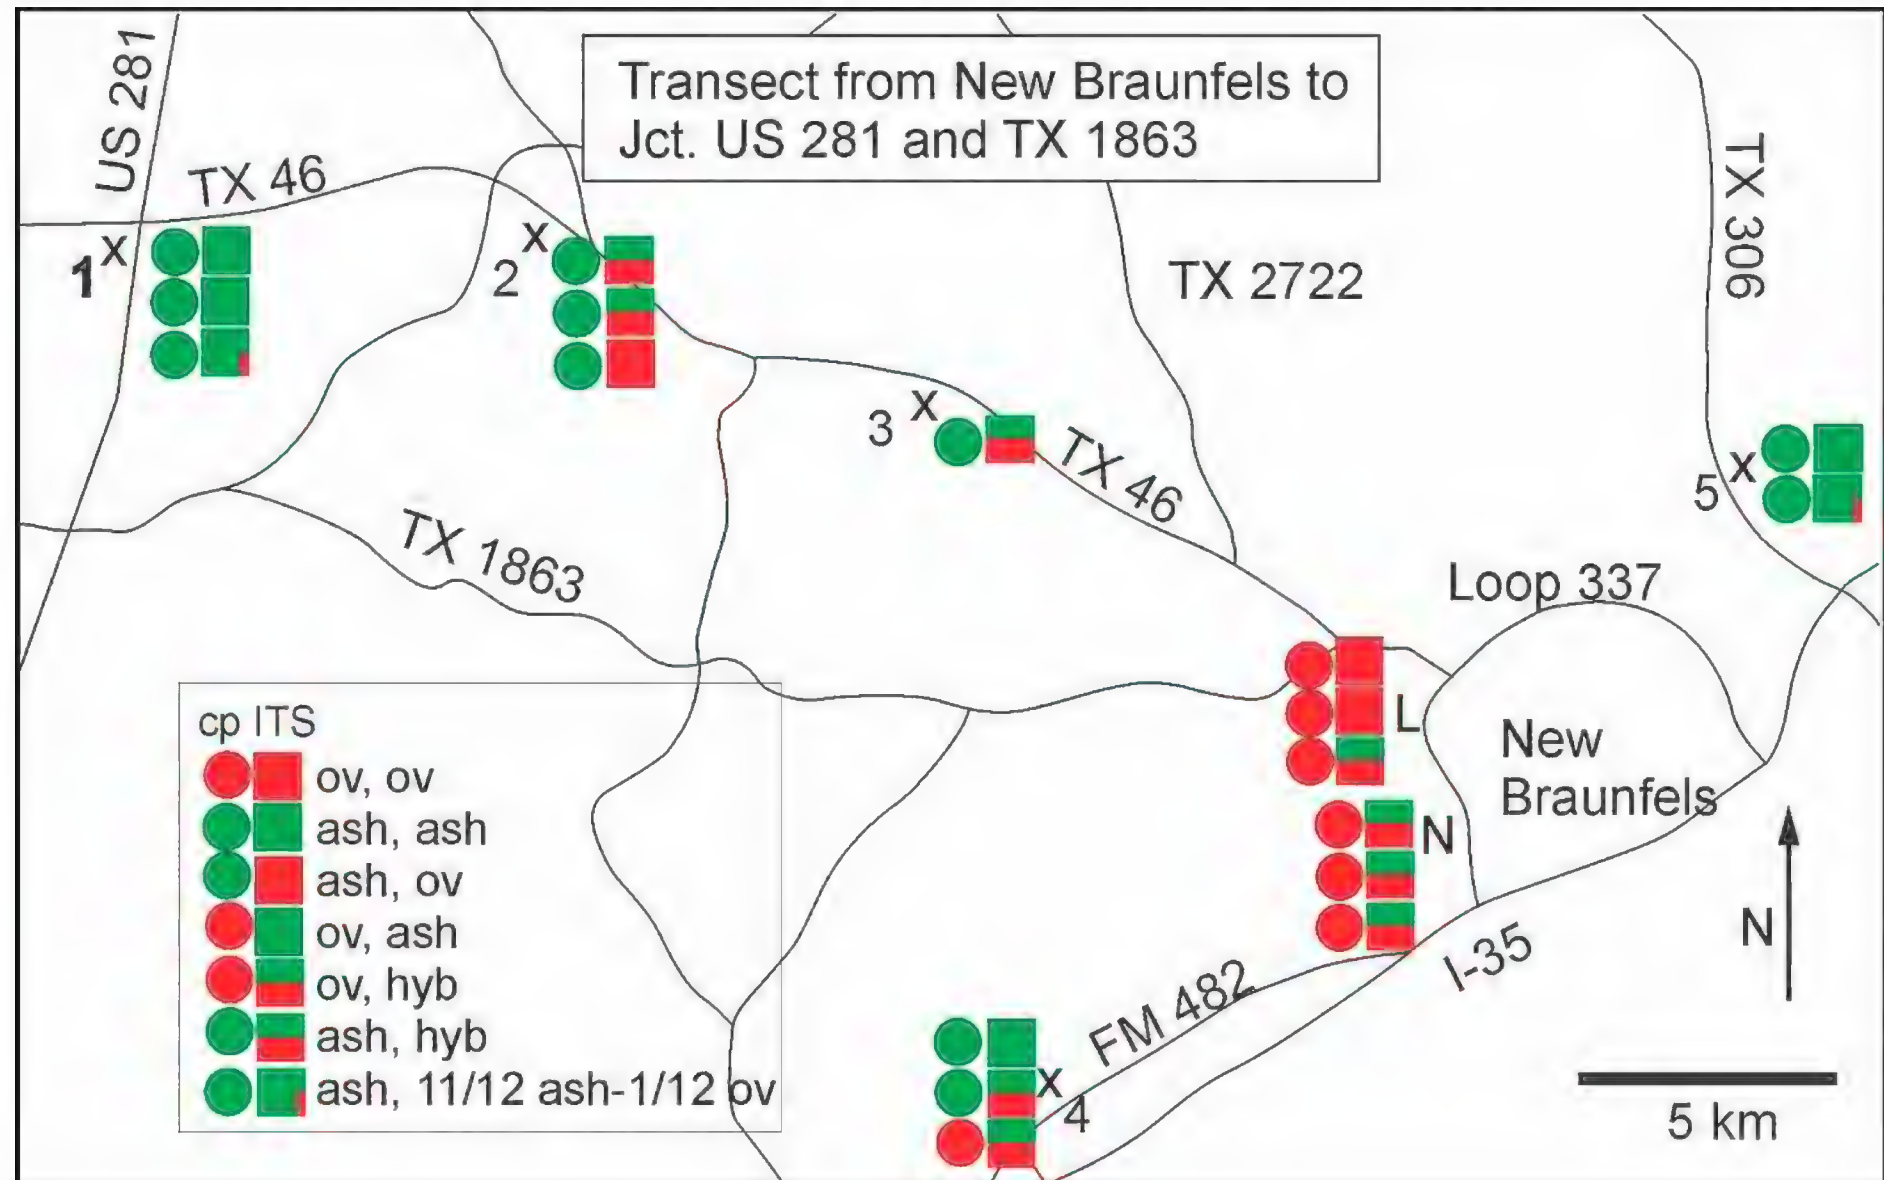 Transect from New Braunfels to
Jct. US 281 and TX 1863
US 281
TX 46
TX 306
1 X
X
2
TX 2722
X
3
TX 46
X
5
TX 1863
Loop 337
cp ITS
ov, ov
ash, ash
ash, ov
ov, ash
ov, hyb
ash, hyb
ash, 11/12 ash-1/12 ov
L
New
Braunfels
N
N
I-35
FM 482
X
4
5 km